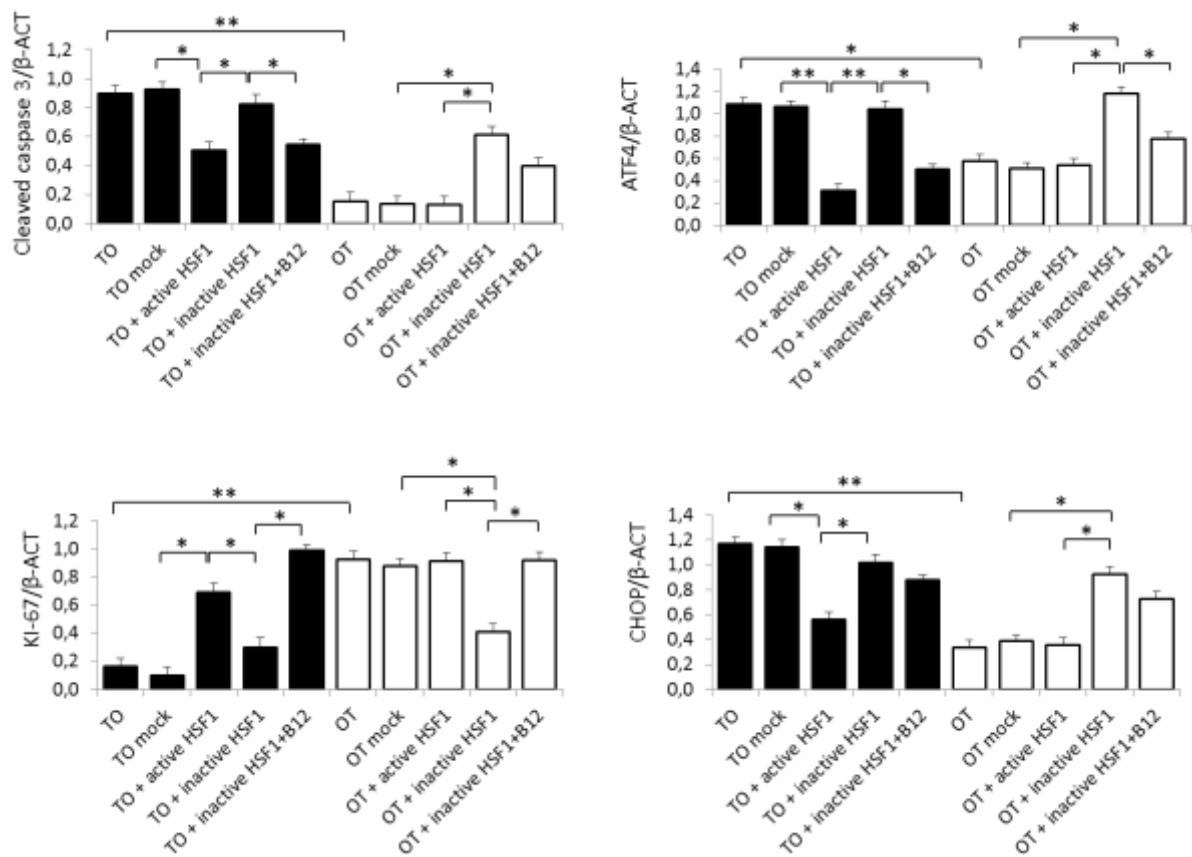 **
*
*
*
*
*
Cleaved caspase 3/β-ACT
1,2
1,0
0,8
0,6
0,4
0,2
0,0
TO
TO mock
TO + active HSF1
TO + inactive HSF1
TO + inactive HSF1+B12
OT
OT mock
OT + active HSF1
OT + inactive HSF1
OT + inactive HSF1+B12
*
*
*
*
**
**
*
ATF4/β-ACT
1,4
1,2
1,0
0,8
0,6
0,4
0,2
0,0
TO
TO mock
TO + active HSF1
TO + inactive HSF1
TO + inactive HSF1+B12
OT
OT mock
OT + active HSF1
OT + inactive HSF1
OT + inactive HSF1+B12
*
**
*
*
*
*
*
KI-67/β-ACT
1,2
1,0
0,8
0,6
0,4
0,2
0,0
TO
TO mock
TO + active HSF1
TO + inactive HSF1
TO + inactive HSF1+B12
OT
OT mock
OT + active HSF1
OT + inactive HSF1
OT + inactive HSF1+B12
**
*
*
*
*
CHOP/β-ACT
1,4
1,2
1,0
0,8
0,6
0,4
0,2
0,0
TO
TO mock
TO + active HSF1
TO + inactive HSF1
TO + inactive HSF1+B12
OT
OT mock
OT + active HSF1
OT + inactive HSF1
OT + inactive HSF1+B12